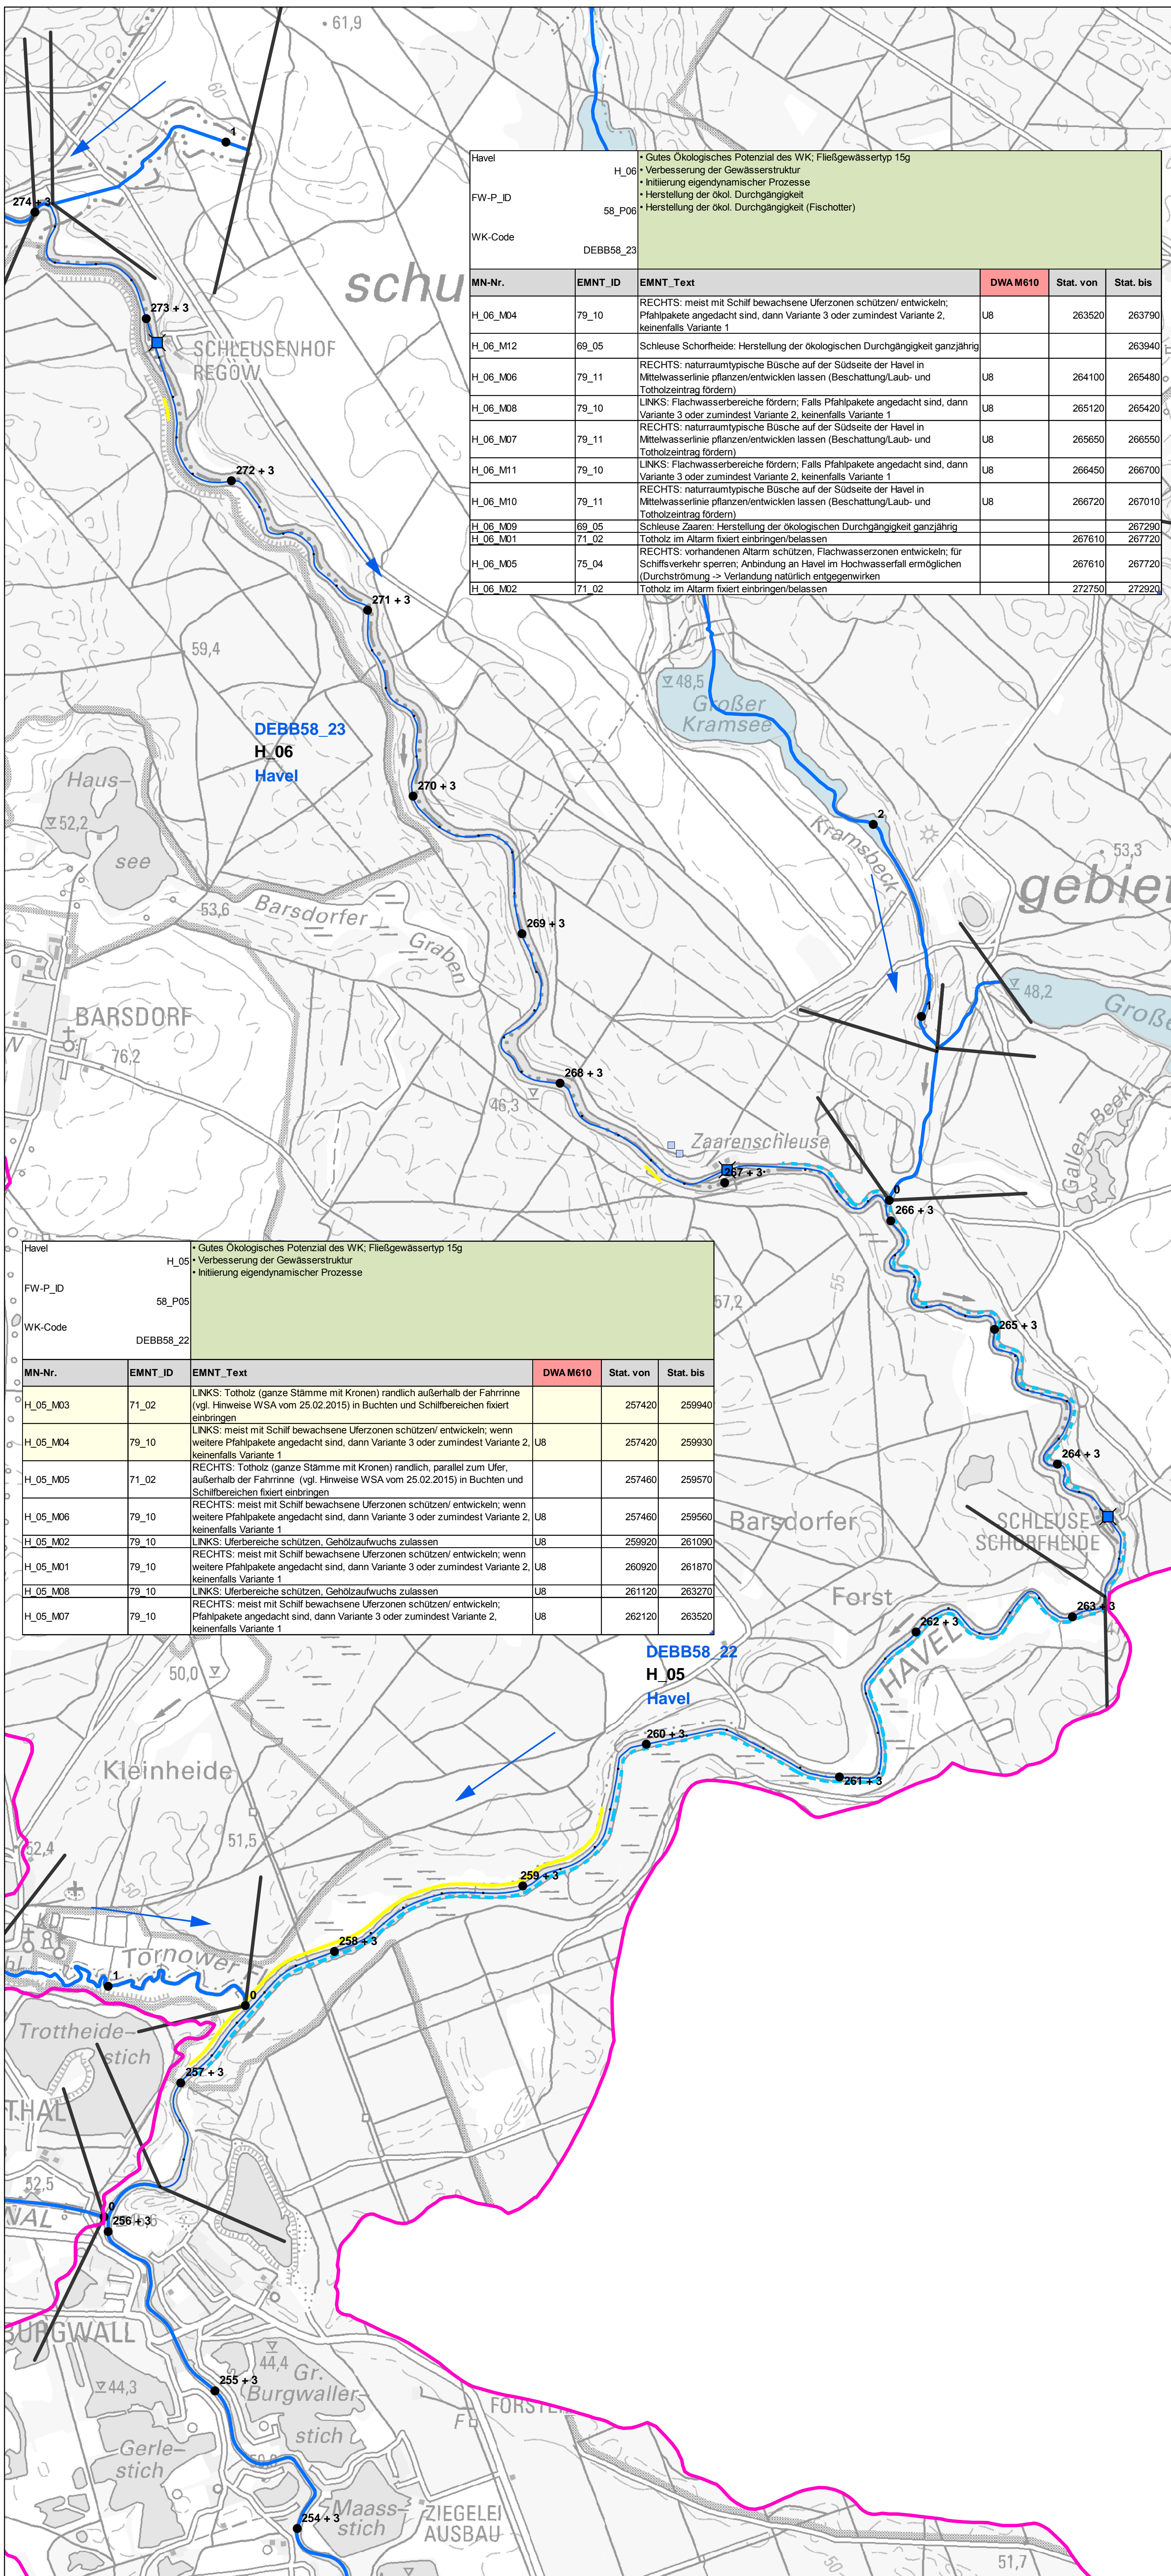 61,9
60
1
274 + 3
Havel
H_06
FW-P_ID
58_P06
WK-Code
DEBB58_23
• Gutes Ökologisches Potenzial des WK; Fließgewässertyp 15g
• Verbesserung der Gewässerstruktur
• Initiierung eigendynamischer Prozesse
• Herstellung der ökol. Durchgängigkeit
• Herstellung der ökol. Durchgängigkeit (Fischotter)
MN-Nr. EMNT_ID EMNT_Text DWA M610 Stat. von Stat. bis
H_06_M04 79_10 RECHTS: meist mit Schilf bewachsene Uferzonen schützen/ entwickeln;
Pfahlpakete angedacht sind, dann Variante 3 oder zumindest Variante 2,
keinenfalls Variante 1 U8 263520 263790
H_06_M12 69_05 Schleuse Schorfheide: Herstellung der ökologischen Durchgängigkeit ganzjährig 263940
H_06_M06 79_11 RECHTS: naturraumtypische Büsche auf der Südseite der Havel in
Mittelwasserlinie pflanzen/entwicklen lassen (Beschattung/Laub- und
Totholzeintrag fördern) U8 264100 265480
H_06_M08 79_10 LINKS: Flachwasserbereiche fördern; Falls Pfahlpakete angedacht sind, dann
Variante 3 oder zumindest Variante 2, keinenfalls Variante 1 U8 265120 265420
H_06_M07 79_11 RECHTS: naturraumtypische Büsche auf der Südseite der Havel in
Mittelwasserlinie pflanzen/entwicklen lassen (Beschattung/Laub- und
Totholzeintrag fördern) U8 265650 266550
H_06_M11 79_10 LINKS: Flachwasserbereiche fördern; Falls Pfahlpakete angedacht sind, dann
Variante 3 oder zumindest Variante 2, keinenfalls Variante 1 U8 266450 266700
H_06_M10 79_11 RECHTS: naturraumtypische Büsche auf der Südseite der Havel in
Mittelwasserlinie pflanzen/entwicklen lassen (Beschattung/Laub- und
Totholzeintrag fördern) U8 266720 267010
H_06_M09 69_05 Schleuse Zaaren: Herstellung der ökologischen Durchgängigkeit ganzjährig 267290
H_06_M01 71_02 Totholz im Altarm fixiert einbringen/belassen 267610 267720
H_06_M05 75_04 RECHTS: vorhandenen Altarm schützen, Flachwasserzonen entwickeln; für
Schiffsverkehr sperren; Anbindung an Havel im Hochwasserfall ermöglichen
(Durchströmung -> Verlandung natürlich entgegenwirken 267610 267720
H_06_M02 71_02 Totholz im Altarm fixiert einbringen/belassen 272750 272920
schu
273 + 3
SCHLEUSENHOF
REGOW
272 + 3
271 + 3
59,4
48,5
Großer
Kramsee
DEBB58_23
H_06
Havel
Haus-
52,2
see
270 + 3
2
Kramsbeck
53,3
gebiet
53,6
Barsdorfer
Graben
269 + 3
48,2
Große
1
BARSDORF
76,2
268 + 3
46,3
Gallen Beek
Zaarenschleuse
267 + 3
0
266 + 3
55
57,2
265 + 3
Havel
H_05
FW-P_ID
58_P05
WK-Code
DEBB58_22
• Gutes Ökologisches Potenzial des WK; Fließgewässertyp 15g
• Verbesserung der Gewässerstruktur
• Initiierung eigendynamischer Prozesse
MN-Nr. EMNT_ID EMNT_Text DWA M610 Stat. von Stat. bis
H_05_M03 71_02 LINKS: Totholz (ganze Stämme mit Kronen) randlich außerhalb der Fahrrinne
(vgl. Hinweise WSA vom 25.02.2015) in Buchten und Schilfbereichen fixiert
einbringen 257420 259940
H_05_M04 79_10 LINKS: meist mit Schilf bewachsene Uferzonen schützen/ entwickeln; wenn
weitere Pfahlpakete angedacht sind, dann Variante 3 oder zumindest Variante 2,
keinenfalls Variante 1 U8 257420 259930
H_05_M05 71_02 RECHTS: Totholz (ganze Stämme mit Kronen) randlich, parallel zum Ufer,
außerhalb der Fahrrinne (vgl. Hinweise WSA vom 25.02.2015) in Buchten und
Schilfbereichen fixiert einbringen 257460 259570
H_05_M06 79_10 RECHTS: meist mit Schilf bewachsene Uferzonen schützen/ entwickeln; wenn
weitere Pfahlpakete angedacht sind, dann Variante 3 oder zumindest Variante 2,
keinenfalls Variante 1 U8 257460 259560
H_05_M02 79_10 LINKS: Uferbereiche schützen, Gehölzaufwuchs zulassen U8 259920 261090
H_05_M01 79_10 RECHTS: meist mit Schilf bewachsene Uferzonen schützen/ entwickeln; wenn
weitere Pfahlpakete angedacht sind, dann Variante 3 oder zumindest Variante 2,
keinenfalls Variante 1 U8 260920 261870
H_05_M08 79_10 LINKS: Uferbereiche schützen, Gehölzaufwuchs zulassen U8 261120 263270
H_05_M07 79_10 RECHTS: meist mit Schilf bewachsene Uferzonen schützen/ entwickeln;
Pfahlpakete angedacht sind, dann Variante 3 oder zumindest Variante 2,
keinenfalls Variante 1 U8 262120 263520
264 + 3
Barsdorfer
SCHLEUSE
SCHORFHEIDE
Forst
263 + 3
262 + 3
HAVEL
DEBB58_22
H_05
Havel
50,0
260 + 3
261 + 3
Kleinheide
51,5
52,4
50
259 + 3
258 + 3
Tornower
1
0
Trottheide-
stich
257 + 3
THAL
52,5
0
256 + 3
BURGWALL
44,4
255 + 3
Gr.
Burgwaller-
stich
44,3
Gerle-
stich
254 + 3
Maass-
stich
ZIEGELEI
AUSBAU
50
51,7